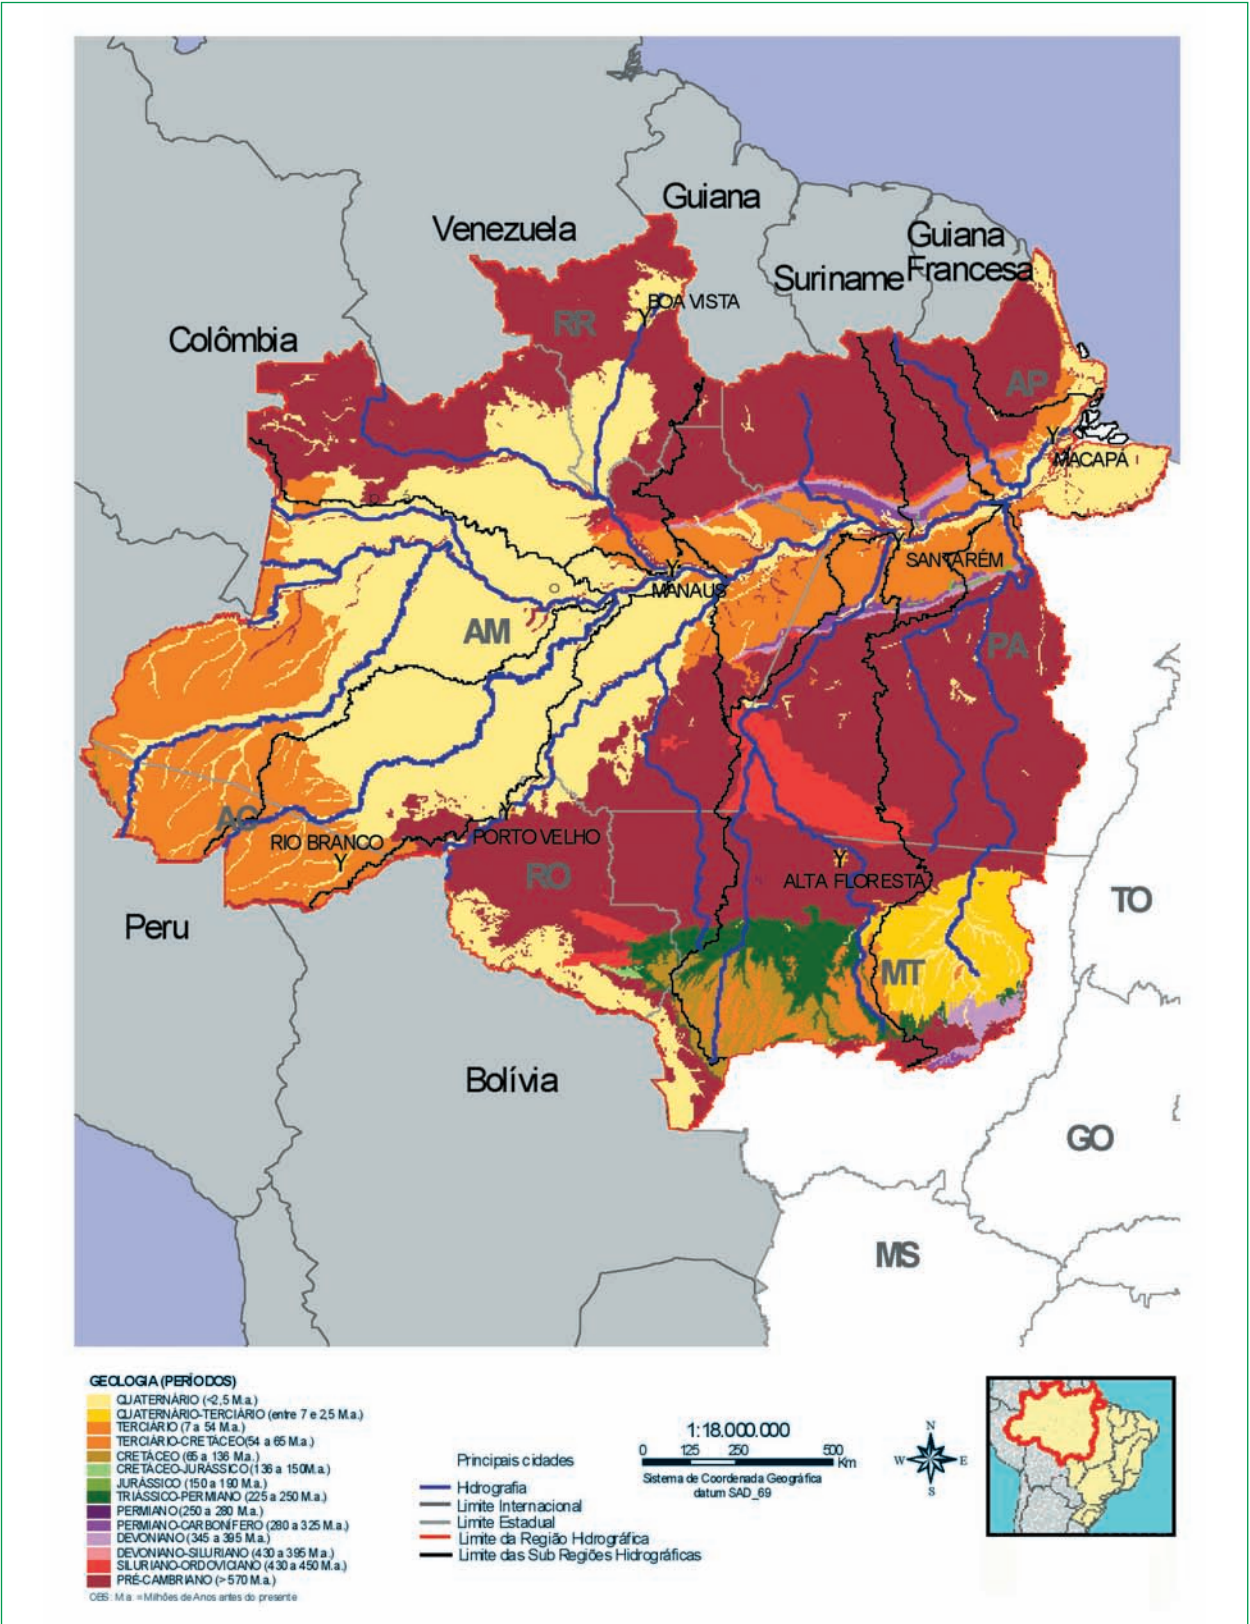 Guiana
Venezuela
Guiana
Francesa
Suriname
BOA VISTA
RR
Colômbia
AP
MACAPÁ
SANTARÉM
MANAUS
AM
PA
AC
RIO BRANCO
PORTO VELHO
RO
ALTA FLORESTA
TO
Peru
MT
Bolívia
GO
MS
GEOLOGIA (PERÍODOS)
QUATERNÁRIO (<2,5 M.a.)
QUATERNÁRIO-TERCIÁRIO (entre 7 e 2,5 M.a.)
TERCIÁRIO (7 a 54 M.a.)
TERCIÁRIO-CRETÁCEO(54 a 65 M.a.)
CRETÁCEO (65 a 136 M.a.)
CRETÁCEO-JURÁSSICO (136 a 150M.a.)
JURÁSSICO (150 a 190 M.a.)
TRIÁSSICO-PERMIANO (225 a 250 M.a.)
PERMIANO (250 a 280 M.a.)
PERMIANO-CARBONÍFERO (280 a 325 M.a.)
DEVONIANO (345 a 395 M.a.)
DEVONIANO-SILURIANO (430 a 395 M.a.)
SILURIANO-ORDOVICIANO (430 a 450 M.a.)
PRÉ-CAMBRIANO (> 570 M.a.)
OBS: M.a. = Milhões de Anos antes do presente
Principais cidades
Hidrografia
Limite Internacional
Limite Estadual
Limite da Região Hidrográfica
Limite das Sub Regiões Hidrográficas
1:18.000.000
0 125 250 500
Km
Sistema de Coordenada Geográfica
datum SAD_69
N
W E
S